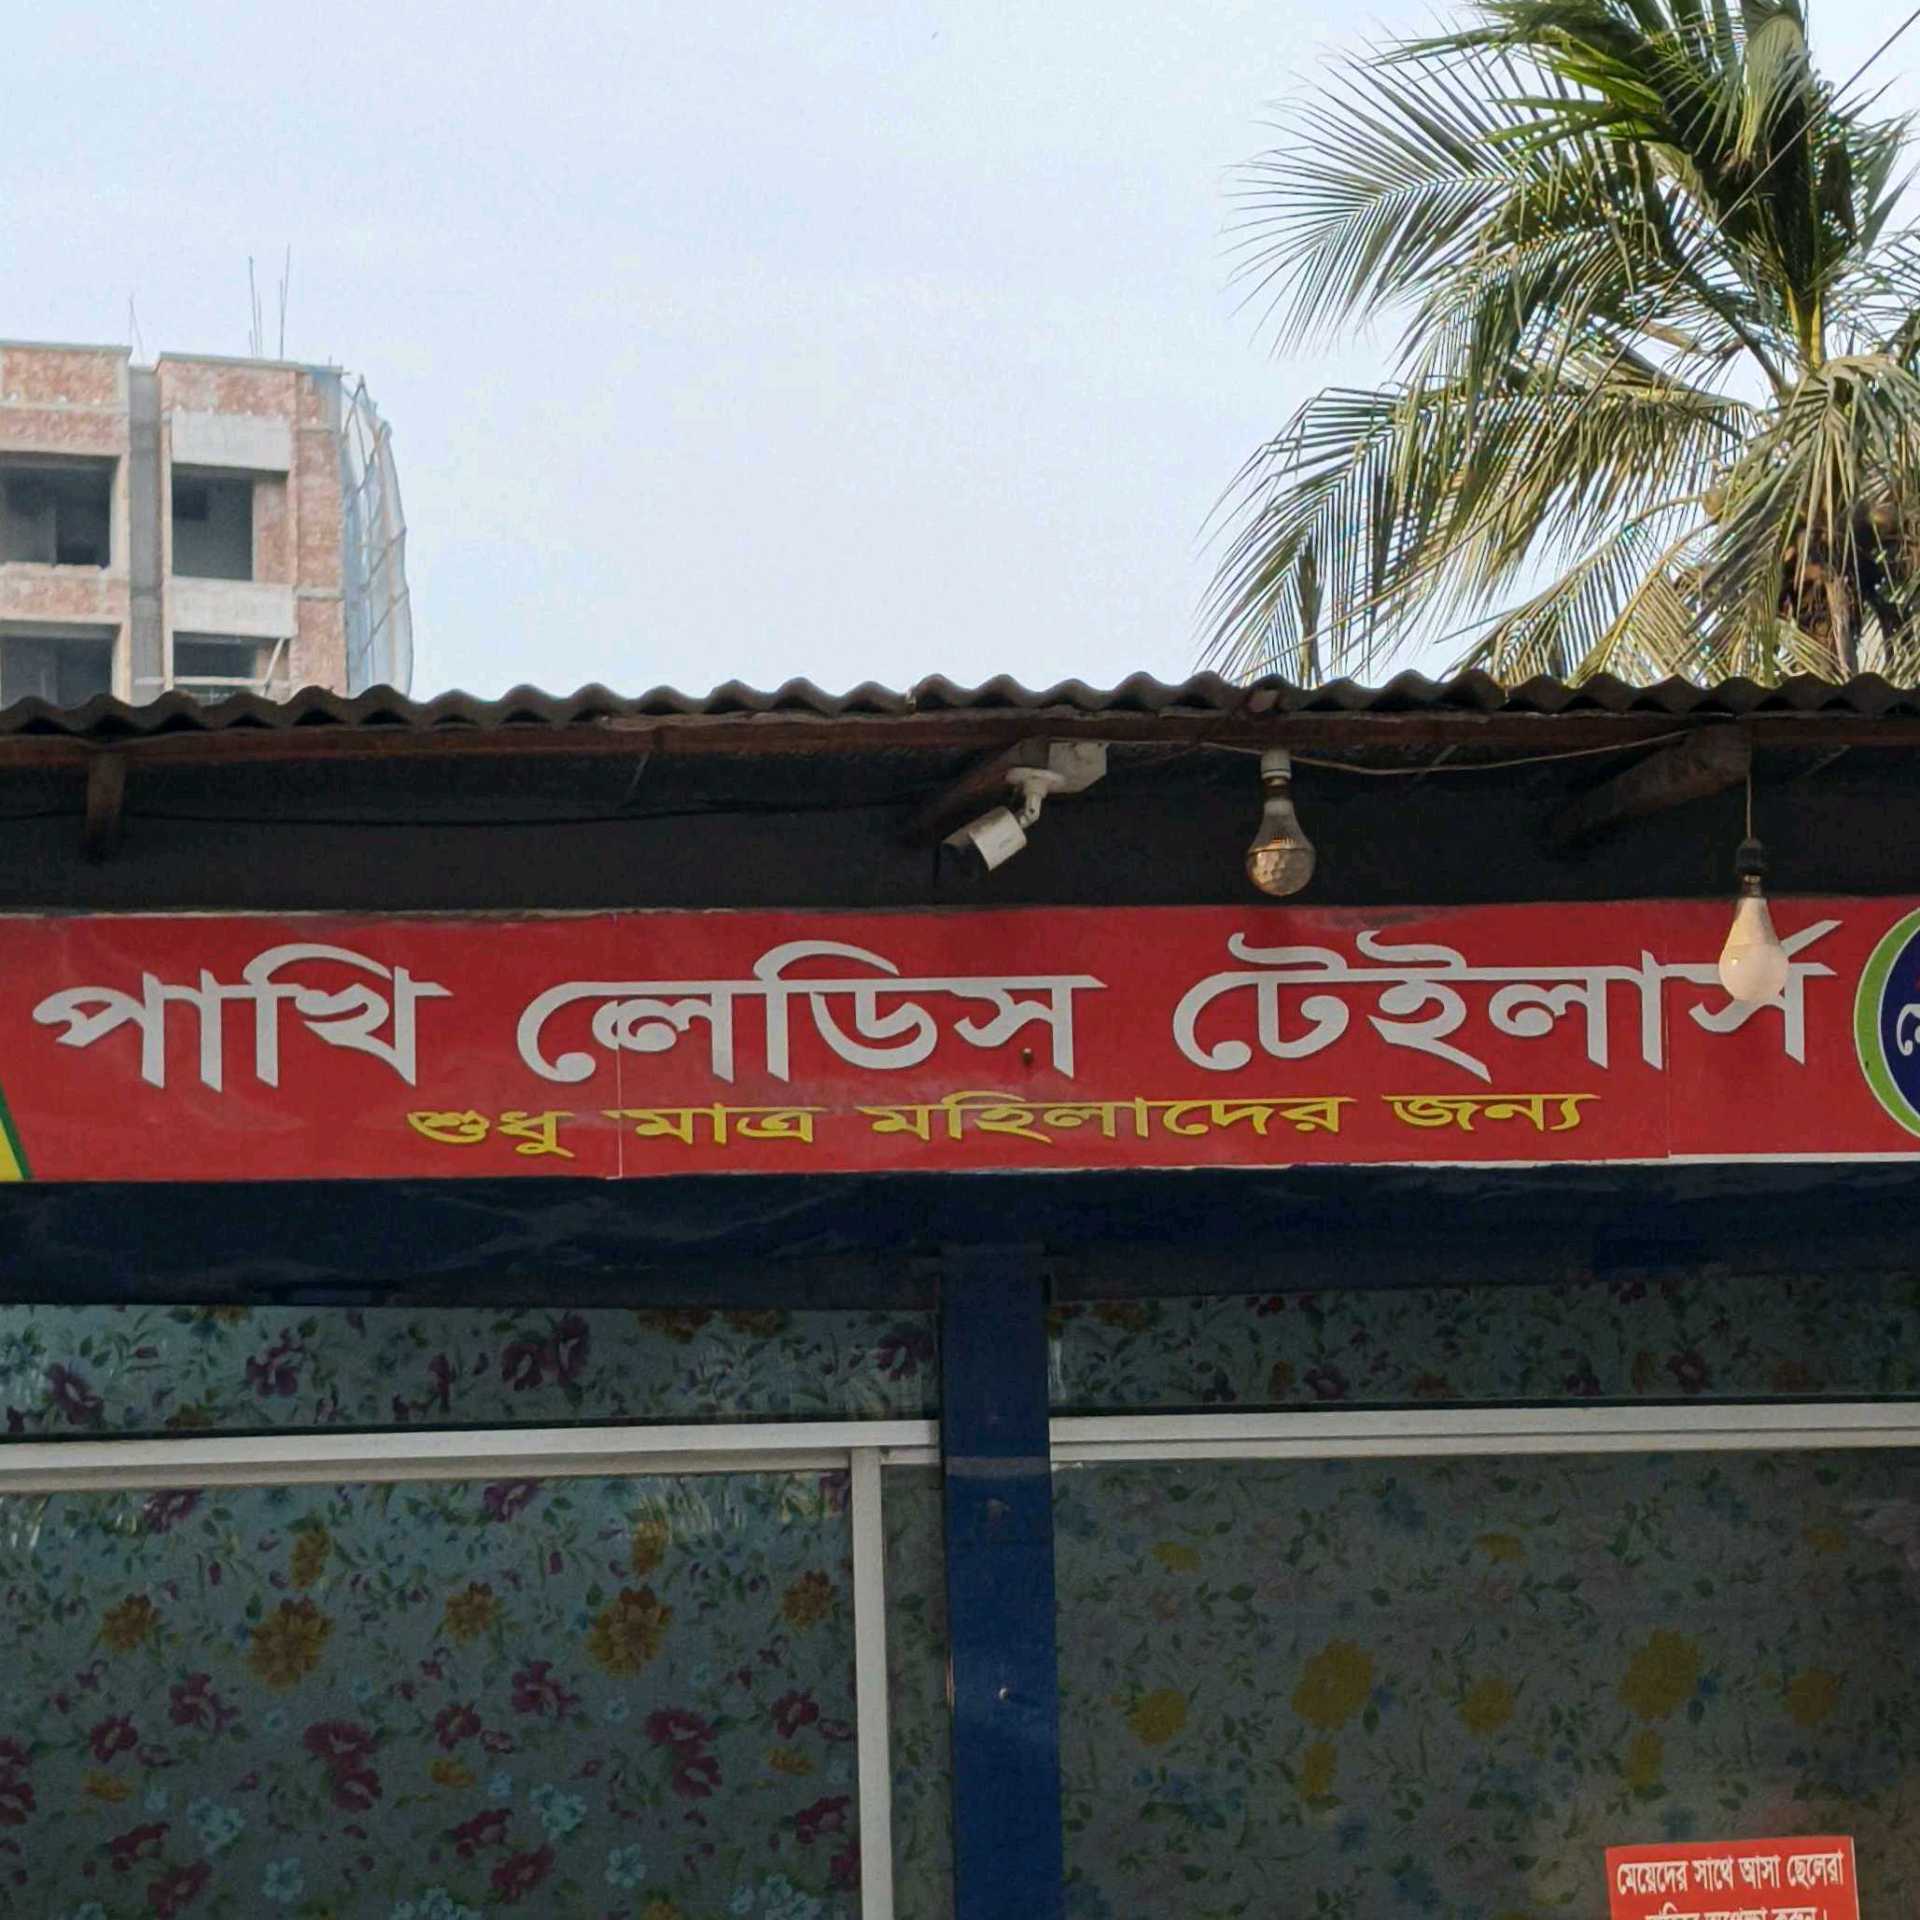 পাখি লেডিস টেইলার্স
শুধু মাত্র মহিলাদের জন্য
মেয়েদের সাথে আসা ছেলেরা